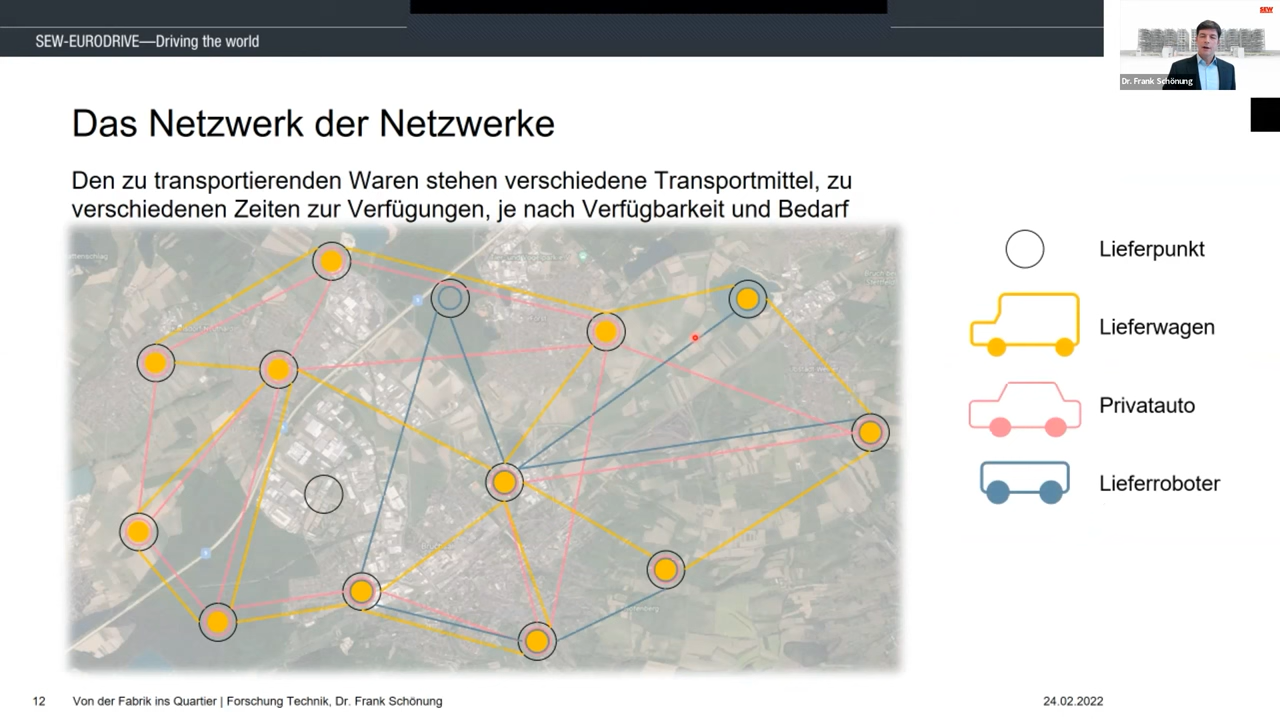 SEW-EURODRIVE—Driving the world
SEW
Dr. Frank Schönung
Das Netzwerk der Netzwerke
Den zu transportierenden Waren stehen verschiedene Transportmittel, zu
verschiedenen Zeiten zur Verfügungen, je nach Verfügbarkeit und Bedarf
Lieferpunkt
Lieferwagen
Privatauto
Lieferroboter
12 Von der Fabrik ins Quartier | Forschung Technik, Dr. Frank Schönung 24.02.2022